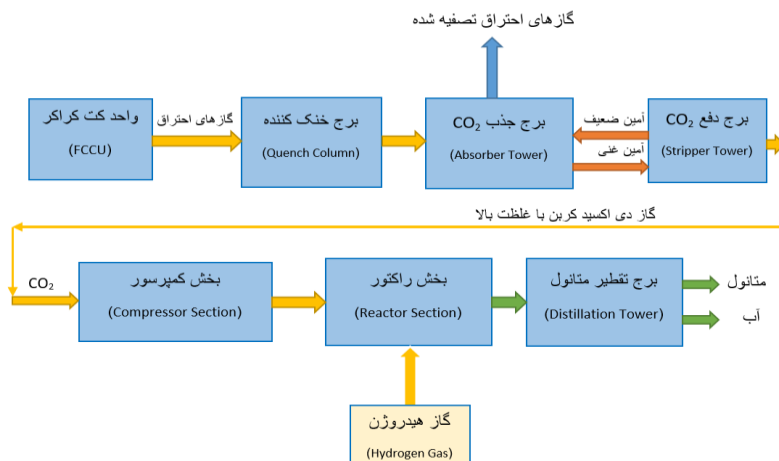 گازهای احتراق تصفیه شده
واحد کت کراکر
(FCCU)
گازهای احتراق
برج خنک کننده
(Quench Column)
برج جذب CO₂
(Absorber Tower)
آمین ضعیف
آمین غنی
برج دفع CO₂
(Stripper Tower)
گاز دی اکسید کربن با غلظت بالا
CO₂
بخش کمپرسور
(Compressor Section)
بخش راکتور
(Reactor Section)
برج تقطیر متانول
(Distillation Tower)
متانول
آب
گاز هیدروژن
(Hydrogen Gas)